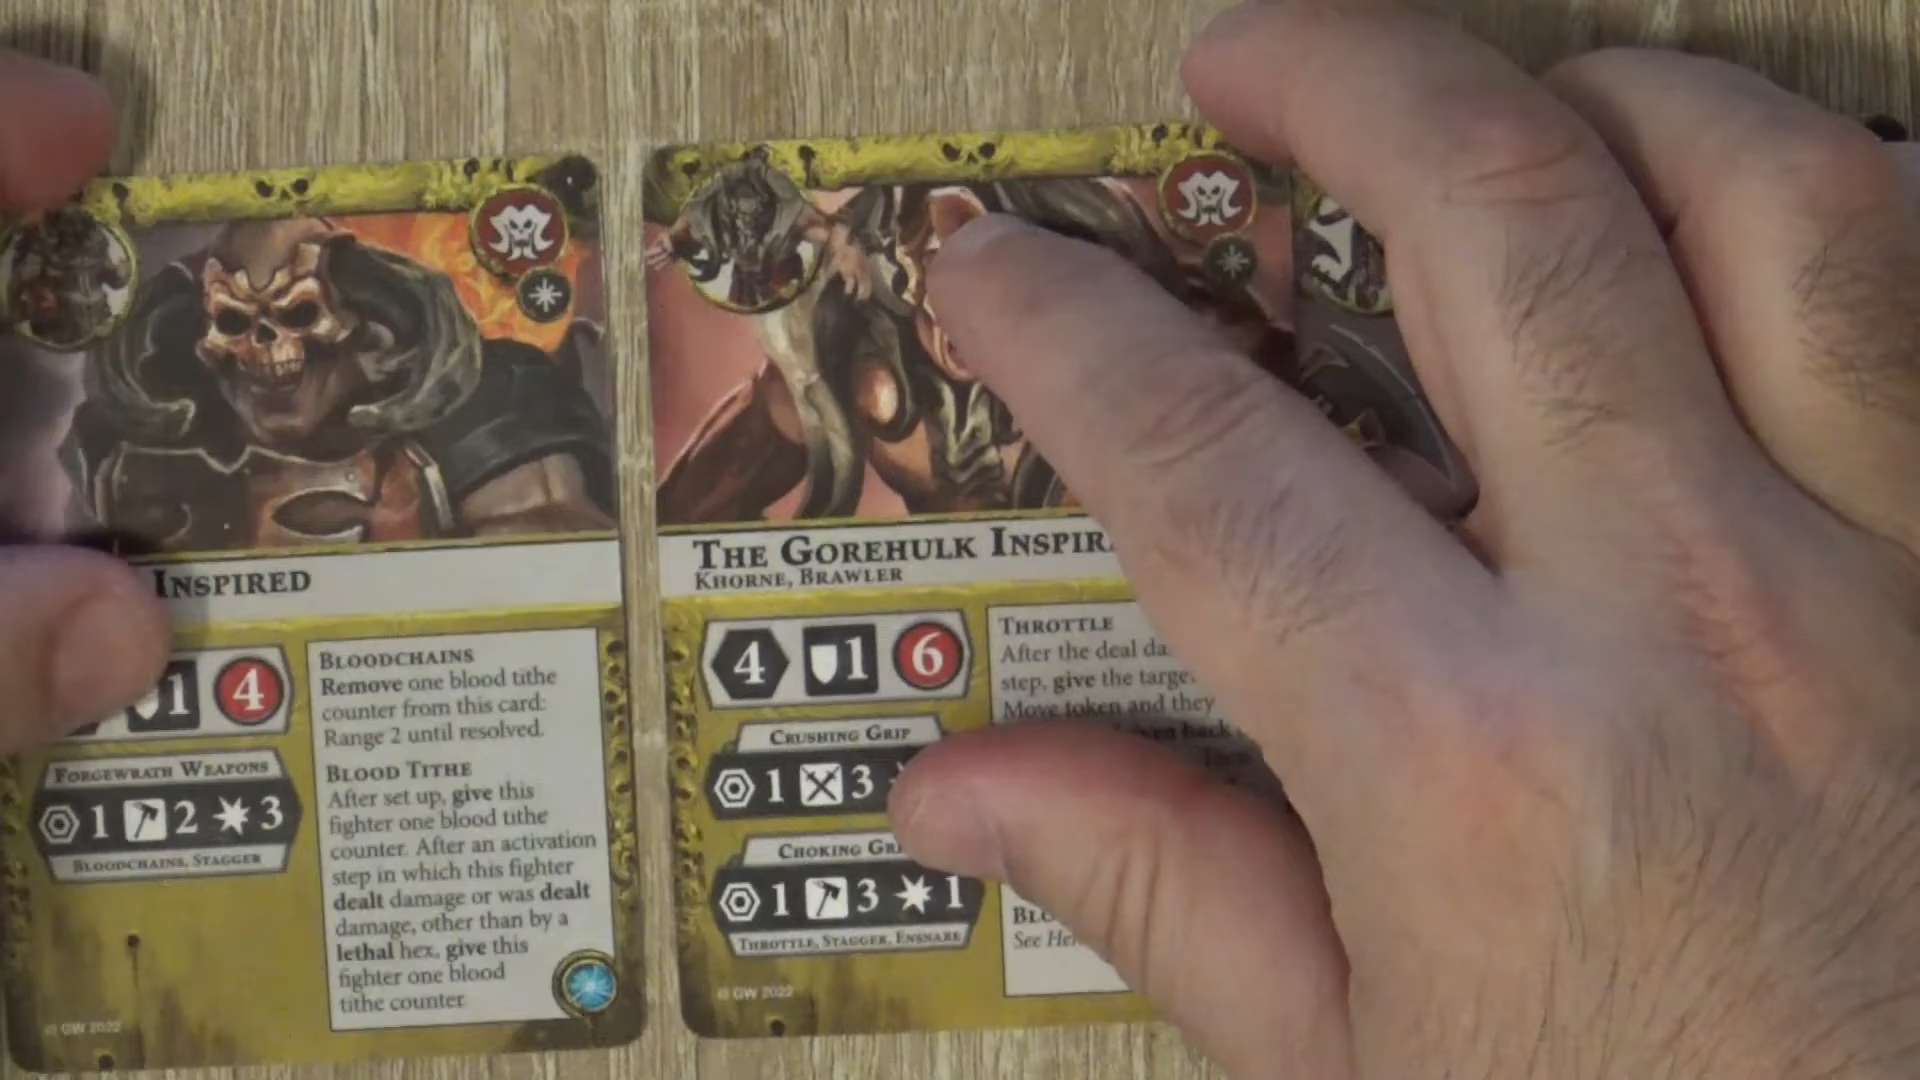 INSPIRED
1 4
FORGEWRATH WEAPONS
1 2 3
BLOODCHAINS, STAGGER
BLOODCHAINS
Remove one blood tithe
counter from this card:
Range 2 until resolved.
BLOOD TITHE
After set up, give this
fighter one blood tithe
counter. After an activation
step in which this fighter
dealt damage or was dealt
damage, other than by a
lethal hex, give this
fighter one blood
tithe counter
© GW 2022
THE GOREHULK INSPIR
KHORNE, BRAWLER
4 1 6
CRUSHING GRIP
1 3
CHOKING GR
1 3 1
THROTTLE, STAGGER, ENSNARE
© GW 2022
THROTTLE
After the deal da
step, give the targe
Move token and they
back
See He